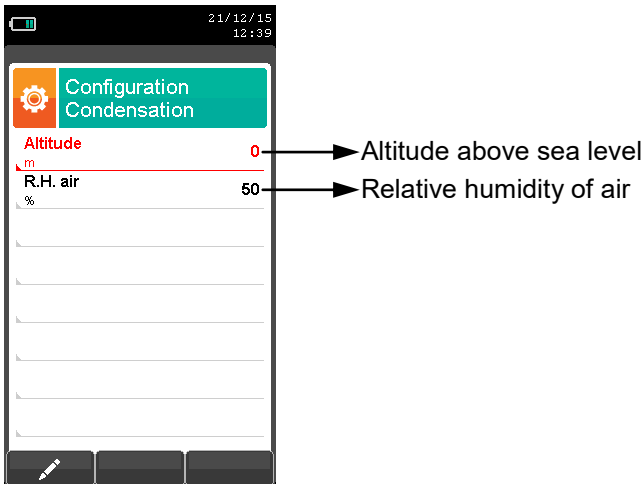 21/12/15
12:39
Configuration
Condensation
Altitude
m
0
Altitude above sea level
R.H. air
%
50
Relative humidity of air